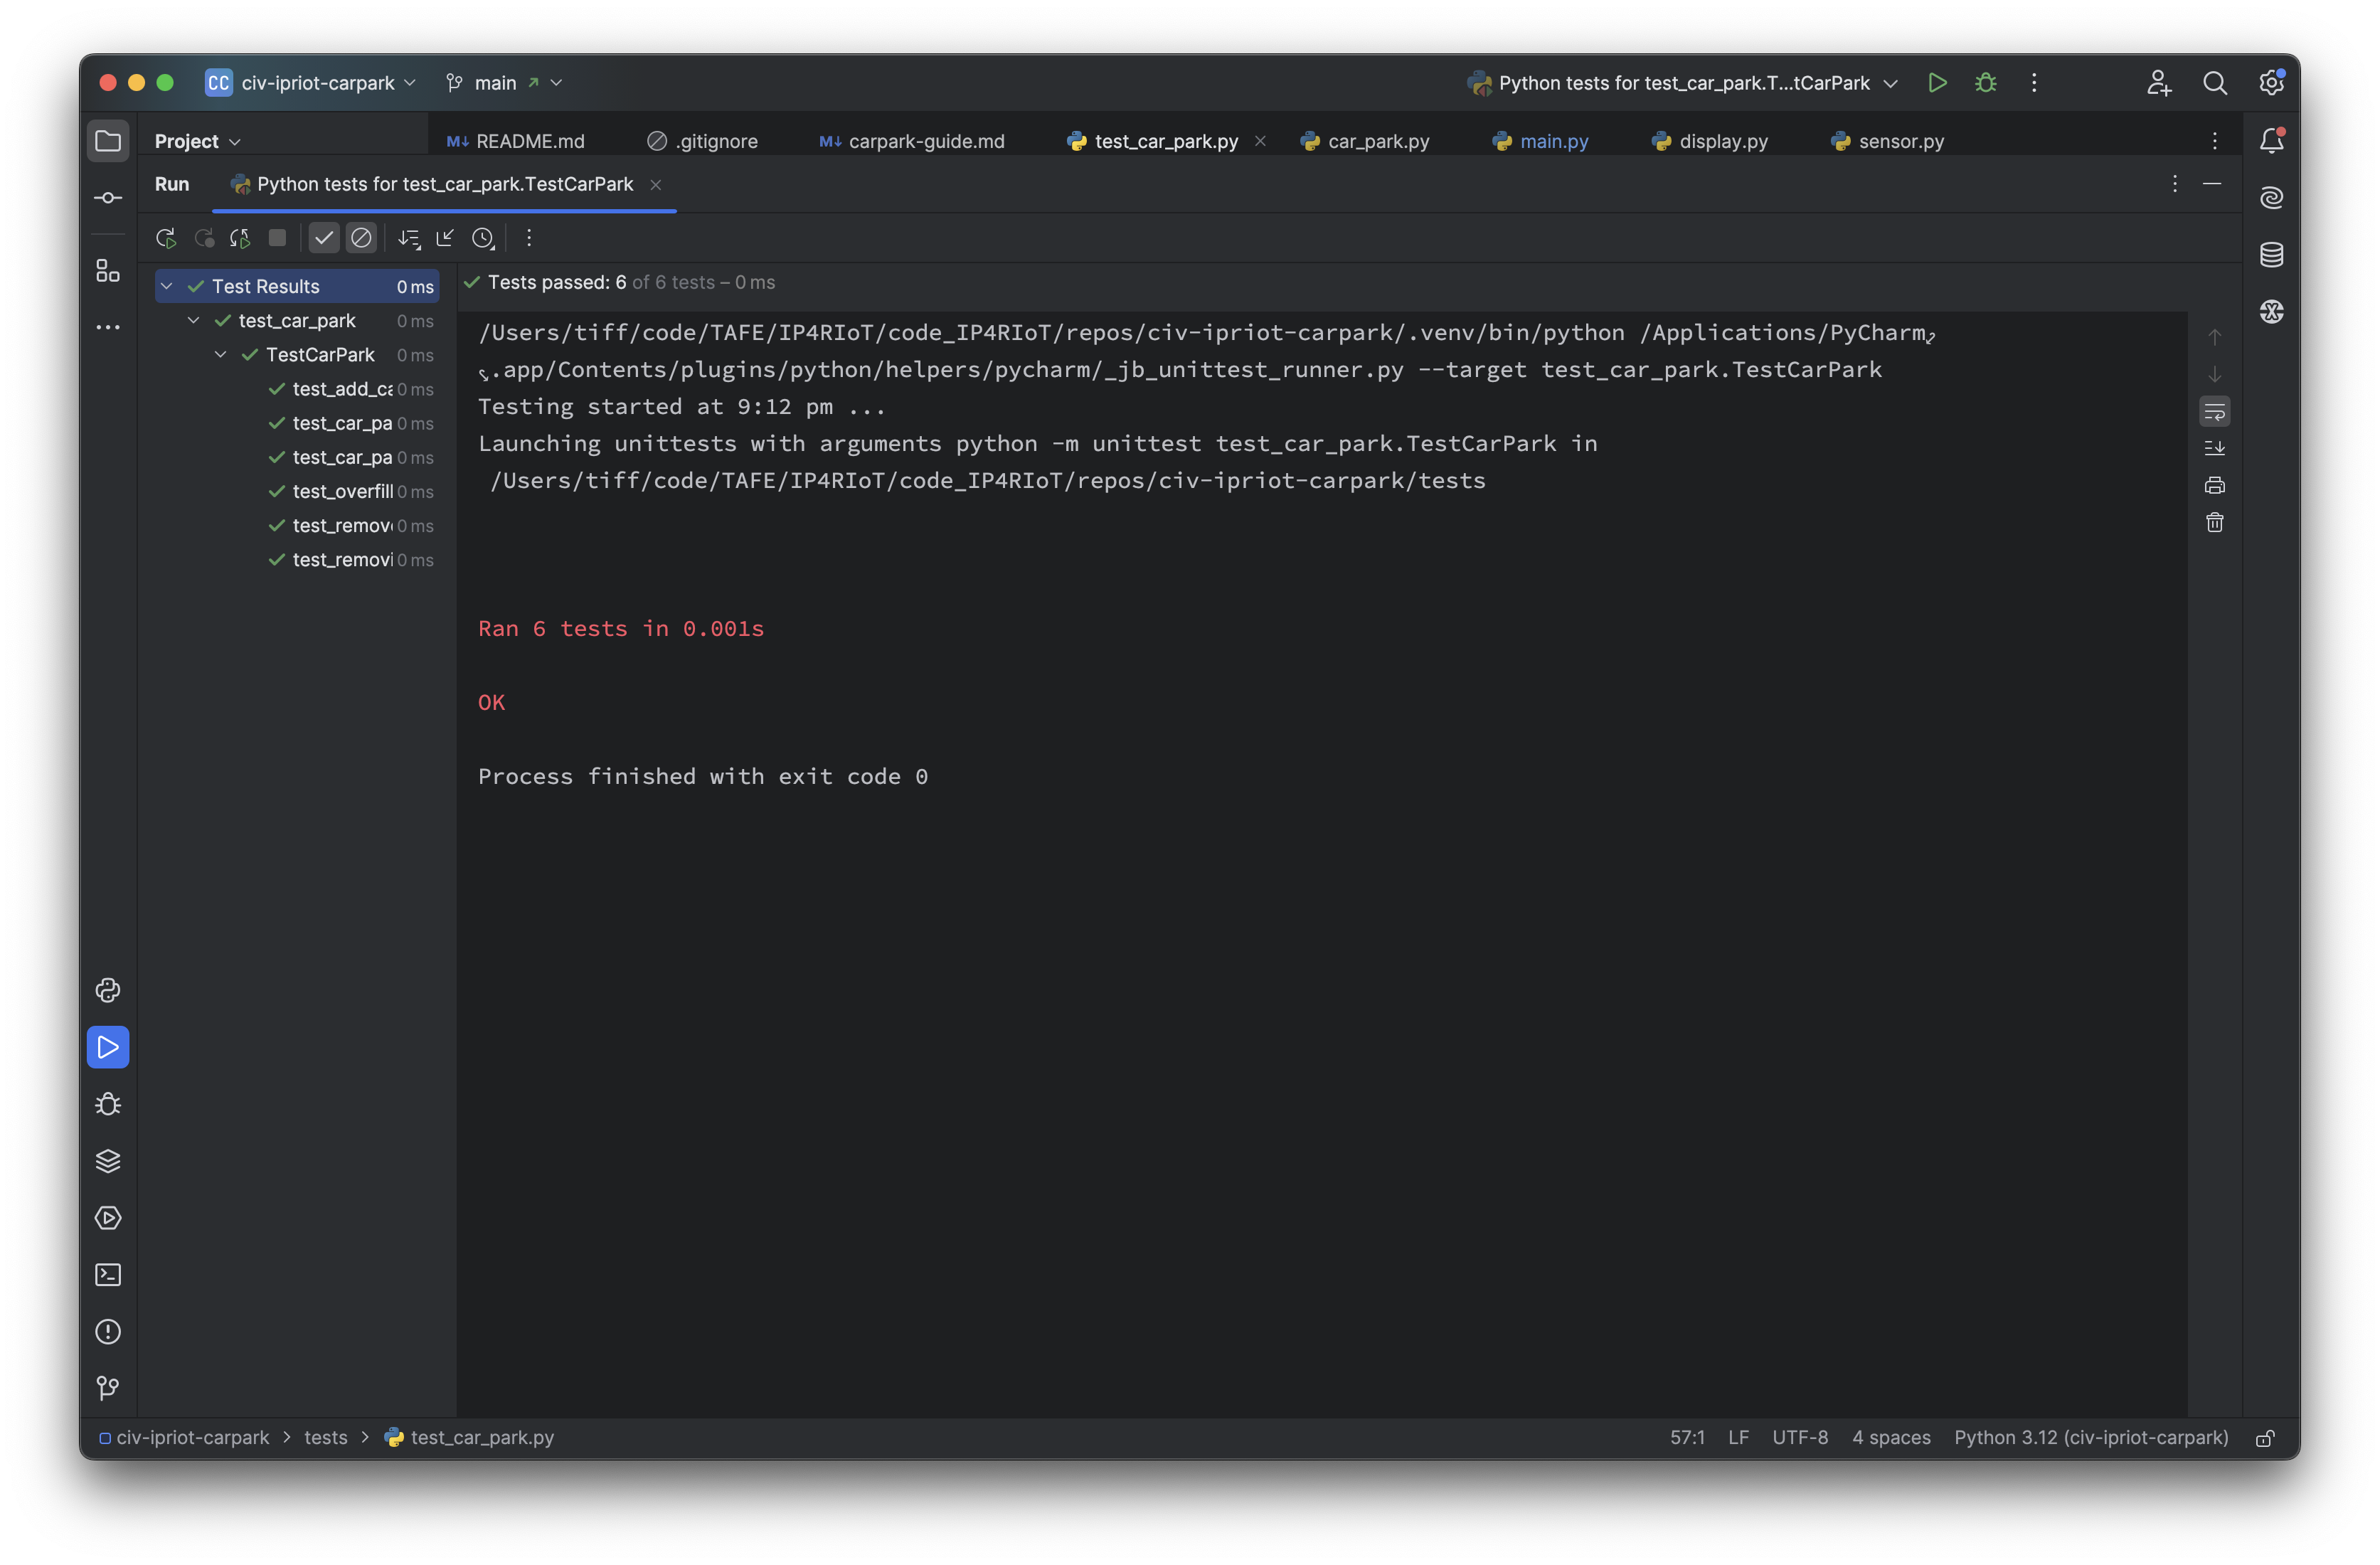 CC civ-ipriot-carpark main Python tests for test_car_park.T...tCarPark
Project README.md .gitignore carpark-guide.md test_car_park.py car_park.py main.py display.py sensor.py
Run Python tests for test_car_park.TestCarPark
Test Results 0 ms
test_car_park 0 ms
TestCarPark 0 ms
test_add_ca 0 ms
test_car_pa 0 ms
test_car_pa 0 ms
test_overfill 0 ms
test_remov 0 ms
test_removi 0 ms
Tests passed: 6 of 6 tests – 0 ms
/Users/tiff/code/TAFE/IP4RIoT/code_IP4RIoT/repos/civ-ipriot-carpark/.venv/bin/python /Applications/PyCharm
.app/Contents/plugins/python/helpers/pycharm/_jb_unittest_runner.py --target test_car_park.TestCarPark
Testing started at 9:12 pm ...
Launching unittests with arguments python -m unittest test_car_park.TestCarPark in
/Users/tiff/code/TAFE/IP4RIoT/code_IP4RIoT/repos/civ-ipriot-carpark/tests
Ran 6 tests in 0.001s
OK
Process finished with exit code 0
civ-ipriot-carpark > tests > test_car_park.py 57:1 LF UTF-8 4 spaces Python 3.12 (civ-ipriot-carpark)